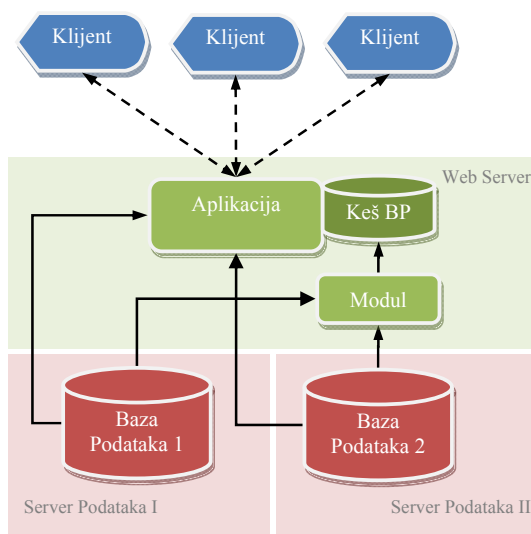 Klijent
Klijent
Klijent
Web Server
Aplikacija
Keš BP
Modul
Baza
Podataka 1
Baza
Podataka 2
Server Podataka I
Server Podataka II